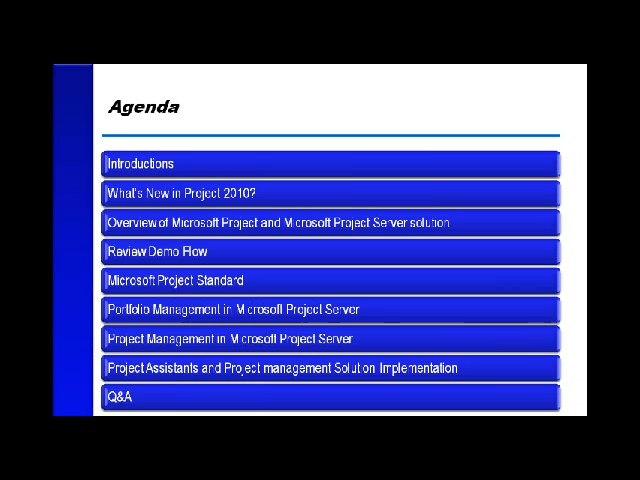 Agenda
Introductions
What's New in Project 2010?
Overview of Microsoft Project and Microsoft Project Server solution
Review Demo Flow
Microsoft Project Standard
Portfolio Management in Microsoft Project Server
Project Management in Microsoft Project Server
Project Assistants and Project management Solution Implementation
Q&A